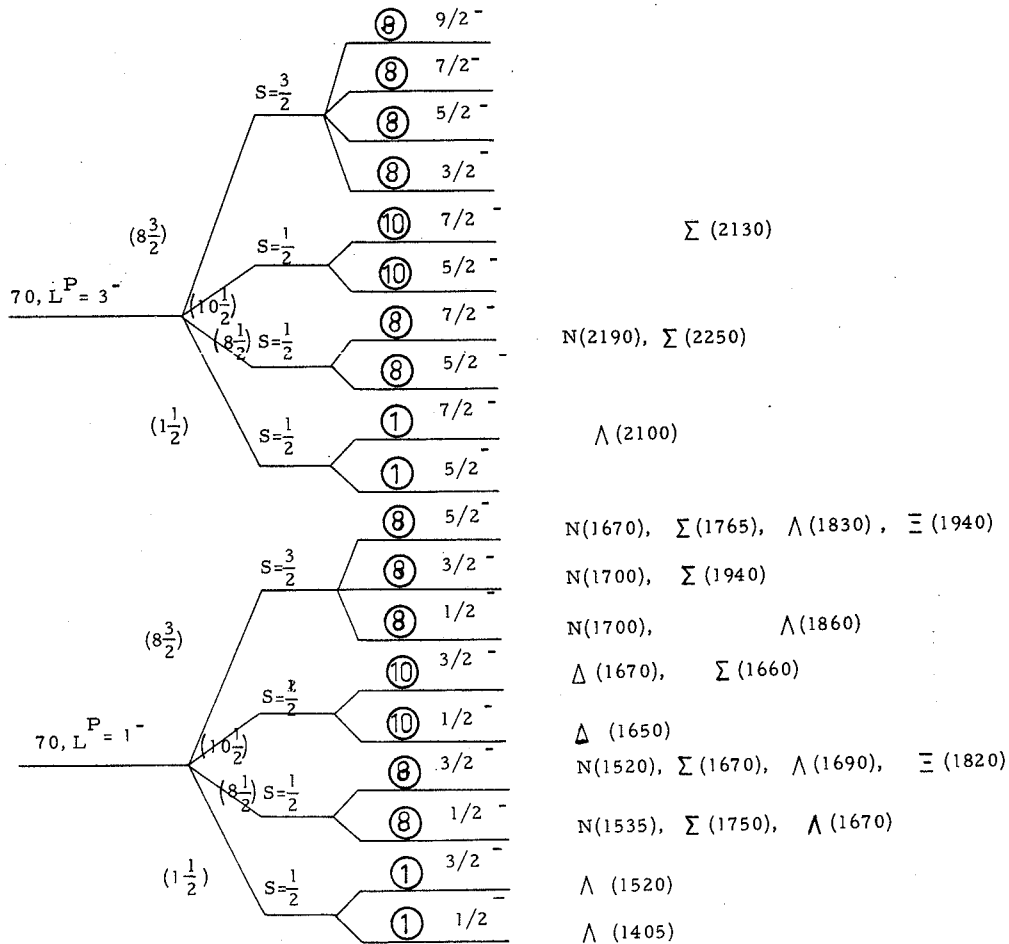 ⑧ 9/2⁻
⑧ 7/2⁻
S=3/2
⑧ 5/2⁻
⑧ 3/2⁻
(8 3/2)
⑩ 7/2⁻ Σ (2130)
S=1/2
⑩ 5/2⁻
70, L^P = 3⁻
(10 1/2)
⑧ 7/2⁻ N(2190), Σ (2250)
(8 1/2) S=1/2
⑧ 5/2⁻
① 7/2⁻ Λ (2100)
(1 1/2)
S=1/2
① 5/2⁻
⑧ 5/2⁻ N(1670), Σ (1765), Λ (1830), Ξ (1940)
S=3/2
⑧ 3/2⁻ N(1700), Σ (1940)
⑧ 1/2⁻ N(1700), Λ (1860)
(8 3/2)
⑩ 3/2⁻ Δ (1670), Σ (1660)
S=1/2
⑩ 1/2⁻ Δ (1650)
70, L^P = 1⁻
(10 1/2)
⑧ 3/2⁻ N(1520), Σ (1670), Λ (1690), Ξ (1820)
(8 1/2) S=1/2
⑧ 1/2⁻ N(1535), Σ (1750), Λ (1670)
① 3/2⁻ Λ (1520)
(1 1/2)
S=1/2
① 1/2⁻ Λ (1405)